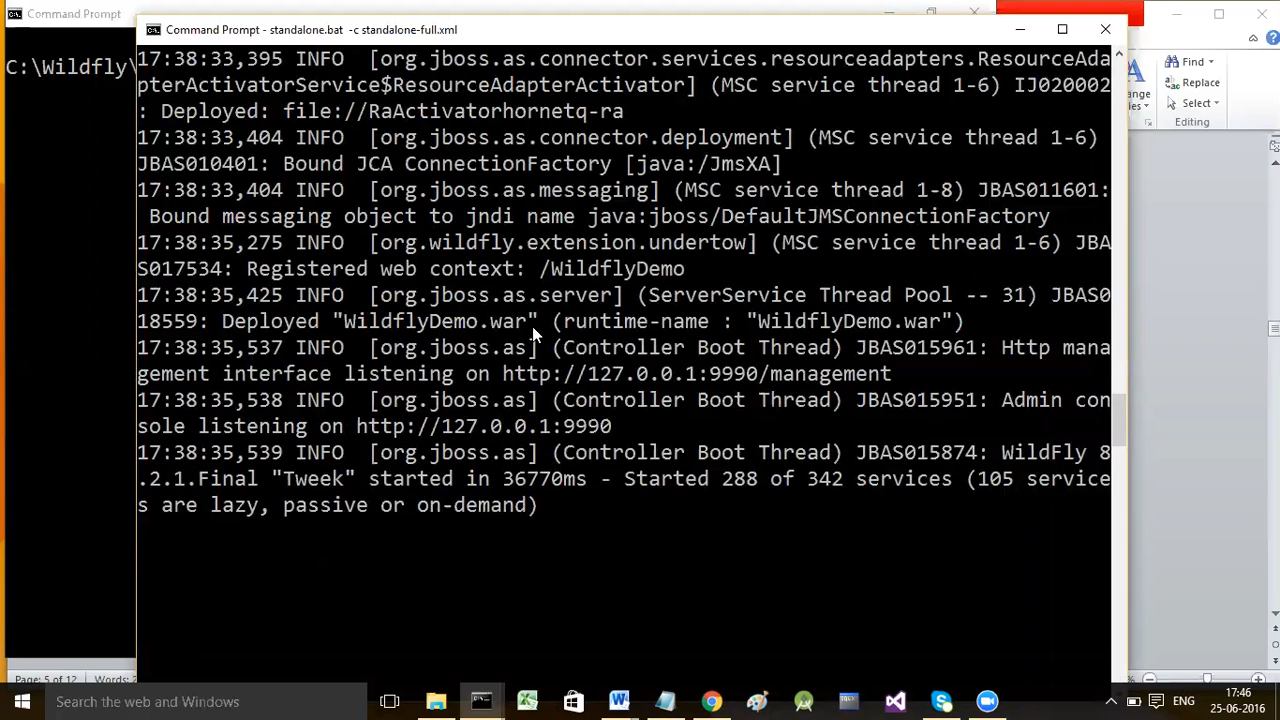 Command Prompt
Command Prompt - standalone.bat -c standalone-full.xml
C:\Wildfly\
17:38:33,395 INFO  [org.jboss.as.connector.services.resourceadapters.ResourceAda
pterActivatorService$ResourceAdapterActivator] (MSC service thread 1-6) IJ020002
: Deployed: file://RaActivatorhornetq-ra
17:38:33,404 INFO  [org.jboss.as.connector.deployment] (MSC service thread 1-6)
JBAS010401: Bound JCA ConnectionFactory [java:/JmsXA]
17:38:33,404 INFO  [org.jboss.as.messaging] (MSC service thread 1-8) JBAS011601:
 Bound messaging object to jndi name java:jboss/DefaultJMSConnectionFactory
17:38:35,275 INFO  [org.wildfly.extension.undertow] (MSC service thread 1-6) JBA
S017534: Registered web context: /WildflyDemo
17:38:35,425 INFO  [org.jboss.as.server] (ServerService Thread Pool -- 31) JBAS0
18559: Deployed "WildflyDemo.war" (runtime-name : "WildflyDemo.war")
17:38:35,537 INFO  [org.jboss.as] (Controller Boot Thread) JBAS015961: Http mana
gement interface listening on http://127.0.0.1:9990/management
17:38:35,538 INFO  [org.jboss.as] (Controller Boot Thread) JBAS015951: Admin con
sole listening on http://127.0.0.1:9990
17:38:35,539 INFO  [org.jboss.as] (Controller Boot Thread) JBAS015874: WildFly 8
.2.1.Final "Tweek" started in 36770ms - Started 288 of 342 services (105 service
s are lazy, passive or on-demand)
Find
Replace
Select
Editing
Page: 5 of 12
Search the web and Windows
ENG
17:46
25-06-2016